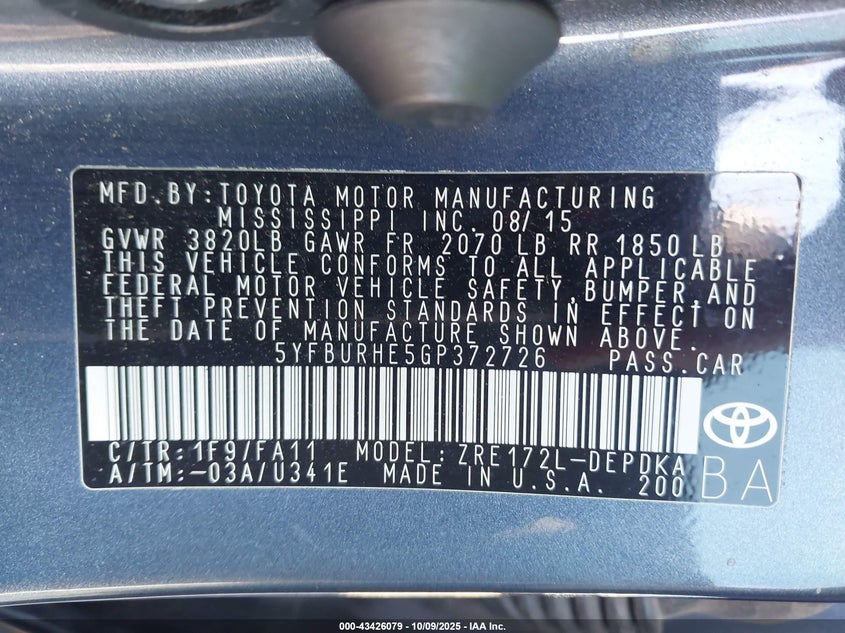 MFD.BY:TOYOTA MOTOR MANUFACTURING
MISSISSIPPI INC. 08/15
GVWR 3820LB GAWR FR 2070 LB RR 1850LB
THIS VEHICLE CONFORMS TO ALL APPLICABLE
FEDERAL MOTOR VEHICLE SAFETY,BUMPER,AND
THEFT PREVENTION STANDARDS IN EFFECT ON
THE DATE OF MANUFACTURE SHOWN ABOVE.
5YFBURHE5GP372726 PASS.CAR
C/TR:1F9/FA11 MODEL:ZRE172L-DEPDKA
A/TM:-03A/U341E MADE IN U.S.A. 200
BA
000-43426079 - 10/09/2025 - IAA Inc.